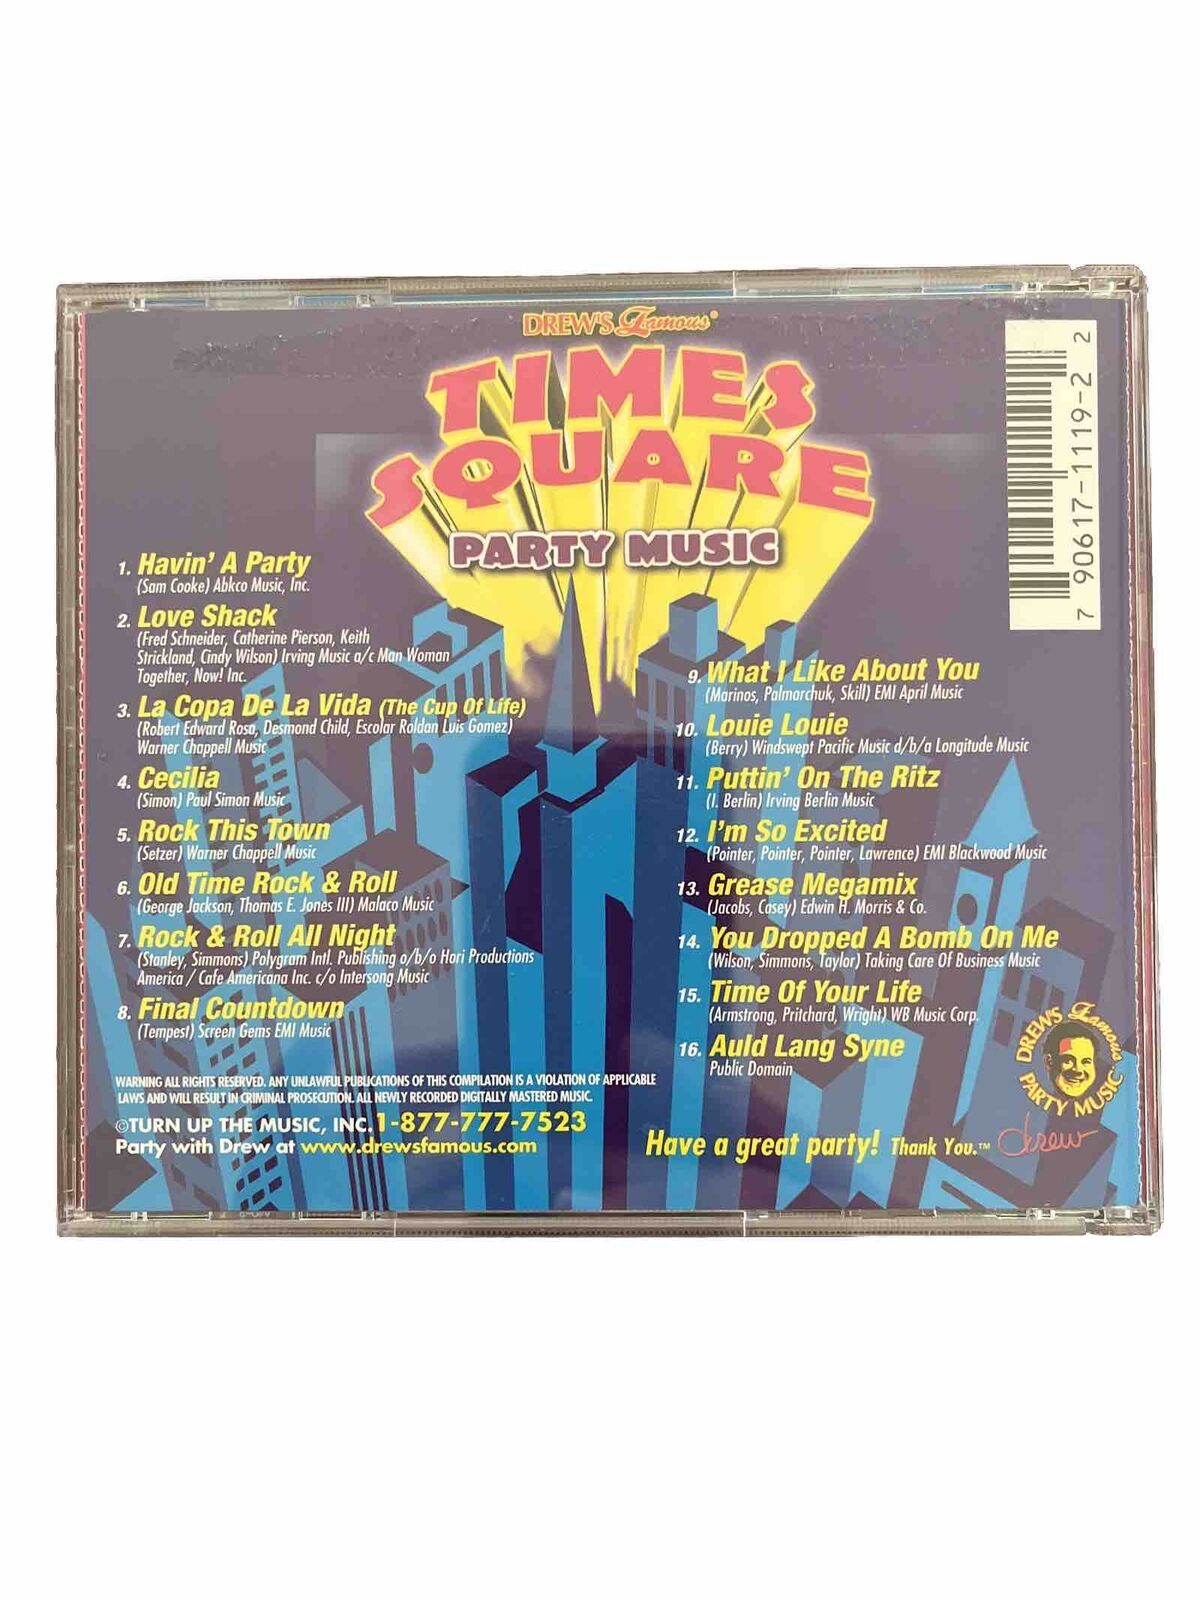 DREW'S Famous®
TIMES
SQUARE
PARTY MUSIC
7 90617-1119-2 2
1. Havin' A Party
(Sam Cooke) Abkco Music, Inc.
2. Love Shack
(Fred Schneider, Catherine Pierson, Keith
Strickland, Cindy Wilson) Irving Music a/c Man Woman
Together, Now! Inc.
3. La Copa De La Vida (The Cup Of Life)
(Robert Edward Rosa, Desmond Child, Escolar Roldan Luis Gomez)
Warner Chappell Music
4. Cecilia
(Simon) Paul Simon Music
5. Rock This Town
(Setzer) Warner Chappell Music
6. Old Time Rock & Roll
(George Jackson, Thomas E. Jones III) Malaco Music
7. Rock & Roll All Night
(Stanley, Simmons) Polygram Intl. Publishing o/b/o Hori Productions
America / Cafe Americana Inc. c/o Intersong Music
8. Final Countdown
(Tempest) Screen Gems EMI Music
9. What I Like About You
(Marinos, Palmarchuk, Skill) EMI April Music
10. Louie Louie
(Berry) Windswept Pacific Music d/b/a Longitude Music
11. Puttin' On The Ritz
(I. Berlin) Irving Berlin Music
12. I'm So Excited
(Pointer, Pointer, Pointer, Lawrence) EMI Blackwood Music
13. Grease Megamix
(Jacobs, Casey) Edwin H. Morris & Co.
14. You Dropped A Bomb On Me
(Wilson, Simmons, Taylor) Taking Care Of Business Music
15. Time Of Your Life
(Armstrong, Pritchard, Wright) WB Music Corp.
16. Auld Lang Syne
Public Domain
WARNING ALL RIGHTS RESERVED. ANY UNLAWFUL PUBLICATIONS OF THIS COMPILATION IS A VIOLATION OF APPLICABLE
LAWS AND WILL RESULT IN CRIMINAL PROSECUTION. ALL NEWLY RECORDED DIGITALLY MASTERED MUSIC.
©TURN UP THE MUSIC, INC. 1-877-777-7523
Party with Drew at www.drewsfamous.com
Have a great party! Thank You.™ drew
DREW'S Famous
PARTY MUSIC™